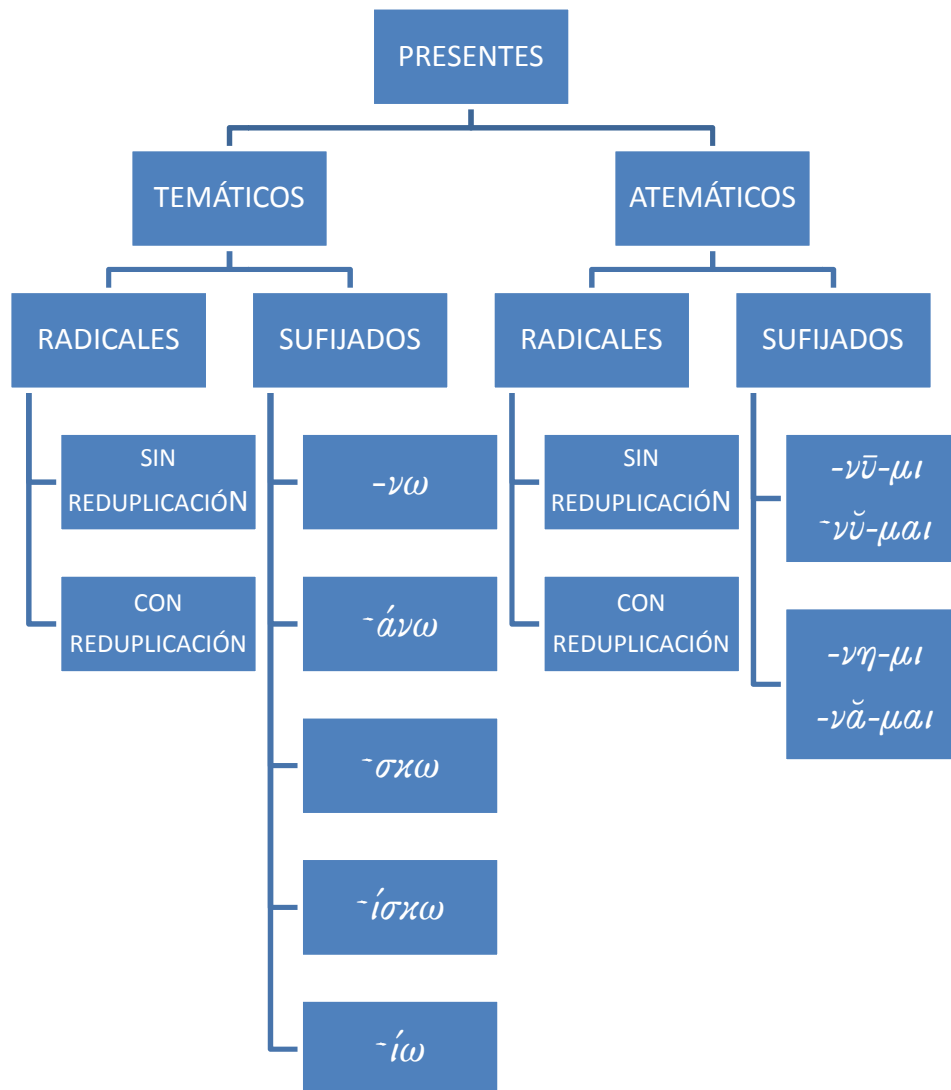 PRESENTES
TEMÁTICOS
ATEMÁTICOS
RADICALES
SUFIJADOS
RADICALES
SUFIJADOS
SIN
REDUPLICACIÓN
CON
REDUPLICACIÓN
-νω
-άνω
-σκω
-ίσκω
-ίω
SIN
REDUPLICACIÓN
CON
REDUPLICACIÓN
-νῡ-μι
-νῠ-μαι
-νη-μι
-νᾰ-μαι